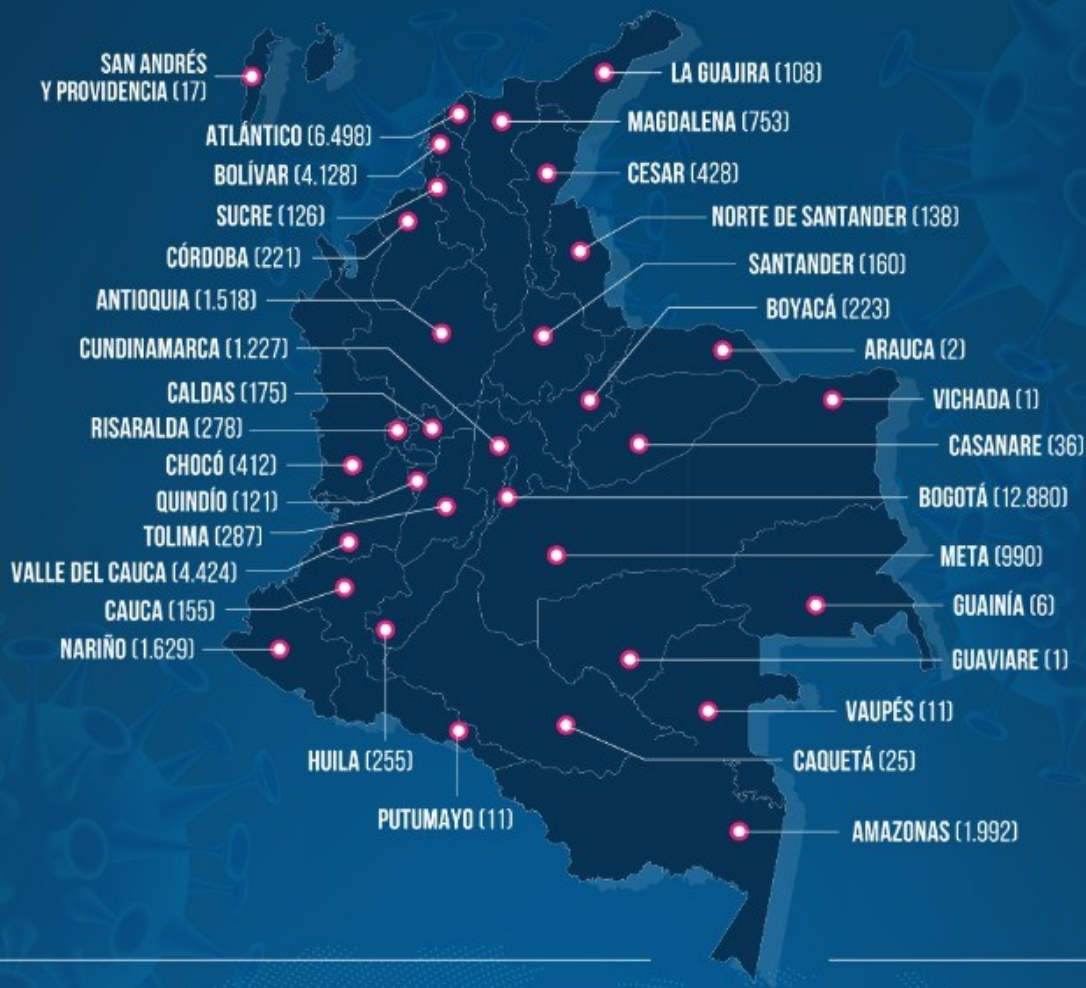 SAN ANDRÉS
Y PROVIDENCIA (17)
ATLÁNTICO (6.498)
BOLÍVAR (4.128)
SUCRE (126)
CÓRDOBA (221)
ANTIOQUIA (1.518)
CUNDINAMARCA (1.227)
CALDAS (175)
RISARALDA (278)
CHOCÓ (412)
QUINDÍO (121)
TOLIMA (287)
VALLE DEL CAUCA (4.424)
CAUCA (155)
NARIÑO (1.629)
HUILA (255)
PUTUMAYO (11)
LA GUAJIRA (108)
MAGDALENA (753)
CESAR (428)
NORTE DE SANTANDER (138)
SANTANDER (160)
BOYACÁ (223)
ARAUCA (2)
VICHADA (1)
CASANARE (36)
BOGOTÁ (12.880)
META (990)
GUAINÍA (6)
GUAVIARE (1)
VAUPÉS (11)
CAQUETÁ (25)
AMAZONAS (1.992)